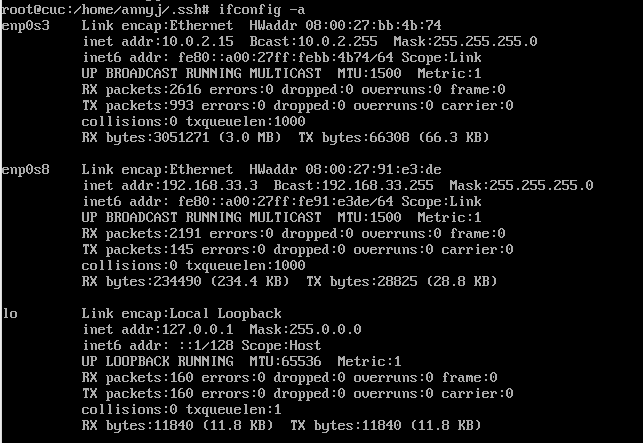 root@cuc:/home/annyj/.ssh# ifconfig -a
enp0s3    Link encap:Ethernet  HWaddr 08:00:27:bb:4b:74
          inet addr:10.0.2.15  Bcast:10.0.2.255  Mask:255.255.255.0
          inet6 addr: fe80::a00:27ff:febb:4b74/64 Scope:Link
          UP BROADCAST RUNNING MULTICAST  MTU:1500  Metric:1
          RX packets:2616 errors:0 dropped:0 overruns:0 frame:0
          TX packets:993 errors:0 dropped:0 overruns:0 carrier:0
          collisions:0 txqueuelen:1000
          RX bytes:3051271 (3.0 MB)  TX bytes:66308 (66.3 KB)
enp0s8    Link encap:Ethernet  HWaddr 08:00:27:91:e3:de
          inet addr:192.168.33.3  Bcast:192.168.33.255  Mask:255.255.255.0
          inet6 addr: fe80::a00:27ff:fe91:e3de/64 Scope:Link
          UP BROADCAST RUNNING MULTICAST  MTU:1500  Metric:1
          RX packets:2191 errors:0 dropped:0 overruns:0 frame:0
          TX packets:145 errors:0 dropped:0 overruns:0 carrier:0
          collisions:0 txqueuelen:1000
          RX bytes:234490 (234.4 KB)  TX bytes:28825 (28.8 KB)
lo        Link encap:Local Loopback
          inet addr:127.0.0.1  Mask:255.0.0.0
          inet6 addr: ::1/128 Scope:Host
          UP LOOPBACK RUNNING  MTU:65536  Metric:1
          RX packets:160 errors:0 dropped:0 overruns:0 frame:0
          TX packets:160 errors:0 dropped:0 overruns:0 carrier:0
          collisions:0 txqueuelen:1
          RX bytes:11840 (11.8 KB)  TX bytes:11840 (11.8 KB)